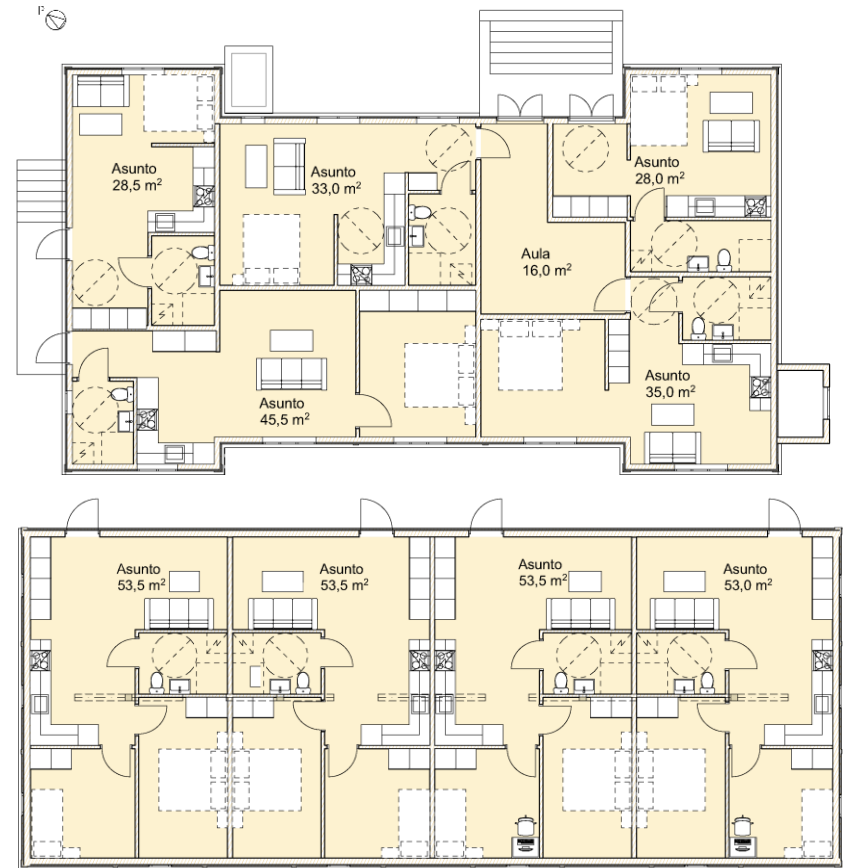 P
Asunto
28,5 m²
Asunto
33,0 m²
Asunto
28,0 m²
Aula
16,0 m²
Asunto
45,5 m²
Asunto
35,0 m²
Asunto
53,5 m²
Asunto
53,5 m²
Asunto
53,5 m²
Asunto
53,0 m²